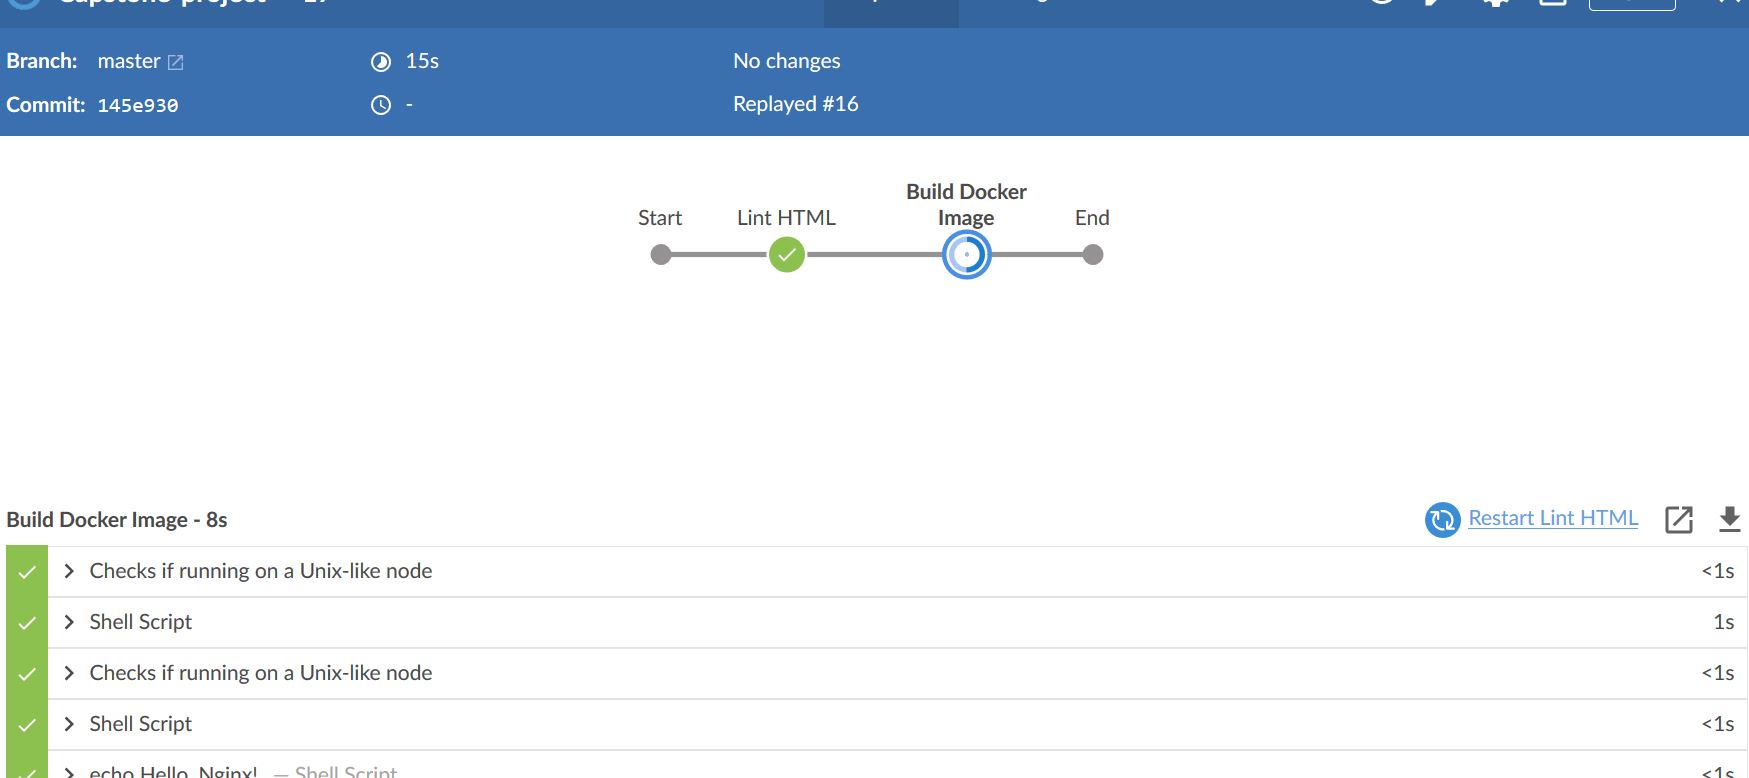 Capstone-project
Branch: master 15s No changes
Commit: 145e930 - Replayed #16
Build Docker
Start Lint HTML Image End
Build Docker Image - 8s Restart Lint HTML
Checks if running on a Unix-like node <1s
Shell Script 1s
Checks if running on a Unix-like node <1s
Shell Script <1s
echo Hello, Nginx! — Shell Script <1s